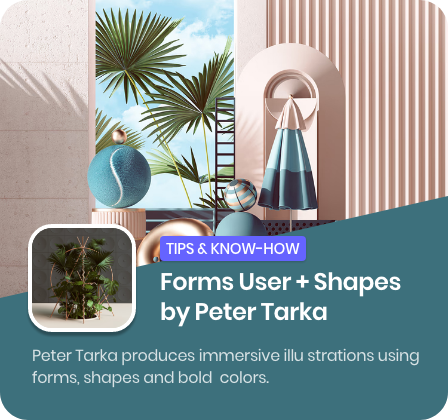 TIPS & KNOW-HOW
Forms User + Shapes
by Peter Tarka
Peter Tarka produces immersive illu strations using
forms, shapes and bold  colors.